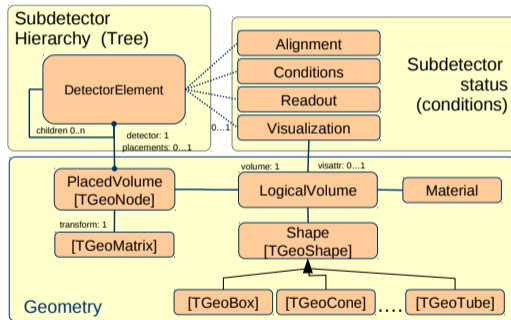 Subdetector
Hierarchy (Tree)
DetectorElement
children 0..n
detector: 1
placements: 0...1
0...1
Alignment
Conditions
Readout
Visualization
Subdetector
status
(conditions)
PlacedVolume
[TGeoNode]
transform: 1
[TGeoMatrix]
volume: 1
visattr: 0...1
LogicalVolume
Material
Shape
[TGeoShape]
[TGeoBox]
[TGeoCone]
....
[TGeoTube]
Geometry